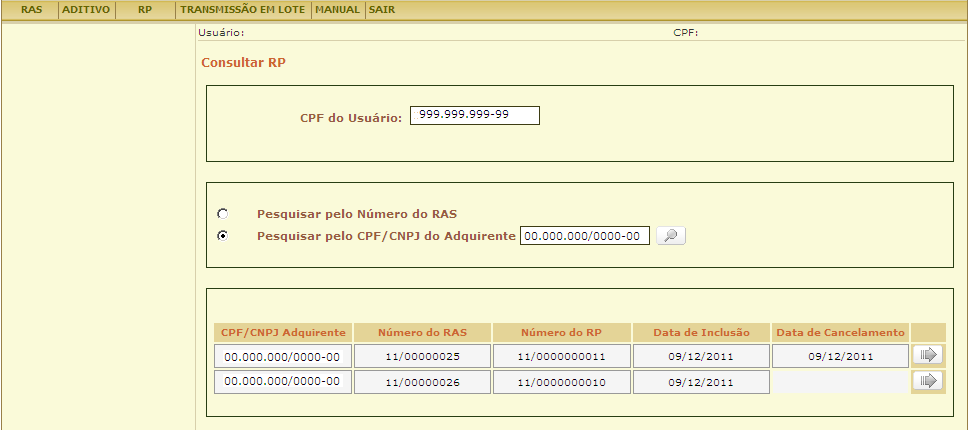 RAS ADITIVO RP TRANSMISSÃO EM LOTE MANUAL SAIR
Usuário: CPF:
Consultar RP
CPF do Usuário: 999.999.999-99
Pesquisar pelo Número do RAS
Pesquisar pelo CPF/CNPJ do Adquirente 00.000.000/0000-00
CPF/CNPJ Adquirente Número do RAS Número do RP Data de Inclusão Data de Cancelamento
00.000.000/0000-00 11/00000025 11/0000000011 09/12/2011 09/12/2011
00.000.000/0000-00 11/00000026 11/0000000010 09/12/2011